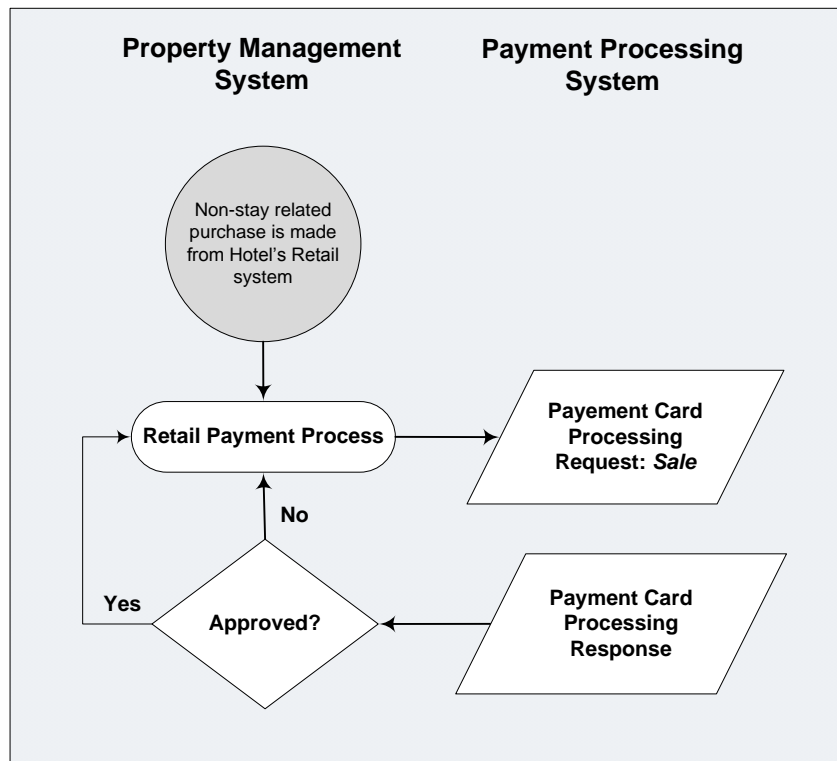 Property Management
System
Payment Processing
System
Non-stay related
purchase is made
from Hotel's Retail
system
Retail Payment Process
Payement Card
Processing
Request: Sale
No
Yes
Approved?
Payment Card
Processing
Response